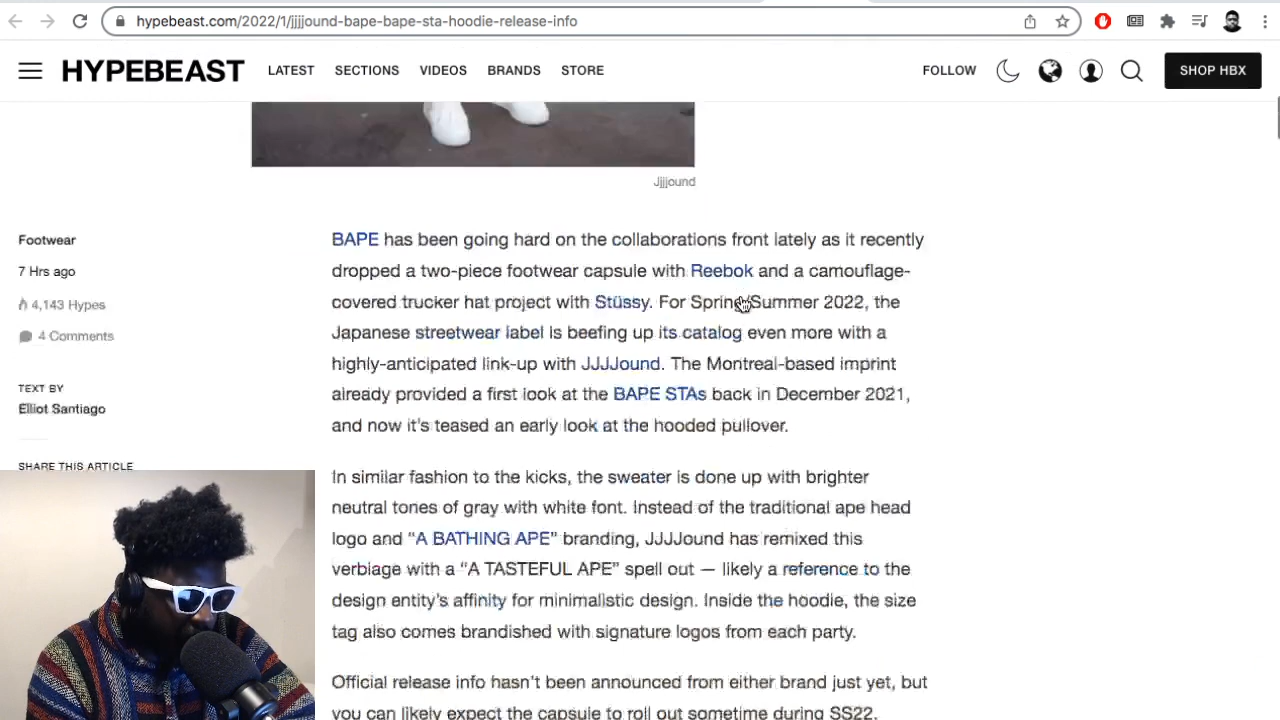 hypebeast.com/2022/1/jjjjound-bape-bape-sta-hoodie-release-info
HYPEBEAST
LATEST
SECTIONS
VIDEOS
BRANDS
STORE
FOLLOW
SHOP HBX
Jjjjound
Footwear
7 Hrs ago
4,143 Hypes
4 Comments
TEXT BY
Elliot Santiago
SHARE THIS ARTICLE
BAPE has been going hard on the collaborations front lately as it recently
dropped a two-piece footwear capsule with Reebok and a camouflage-
covered trucker hat project with Stüssy. For Spring/Summer 2022, the
Japanese streetwear label is beefing up its catalog even more with a
highly-anticipated link-up with JJJJound. The Montreal-based imprint
already provided a first look at the BAPE STAs back in December 2021,
and now it's teased an early look at the hooded pullover.
In similar fashion to the kicks, the sweater is done up with brighter
neutral tones of gray with white font. Instead of the traditional ape head
logo and “A BATHING APE” branding, JJJJound has remixed this
verbiage with a “A TASTEFUL APE” spell out — likely a reference to the
design entity's affinity for minimalistic design. Inside the hoodie, the size
tag also comes brandished with signature logos from each party.
Official release info hasn't been announced from either brand just yet, but
you can likely expect the capsule to roll out sometime during SS22.